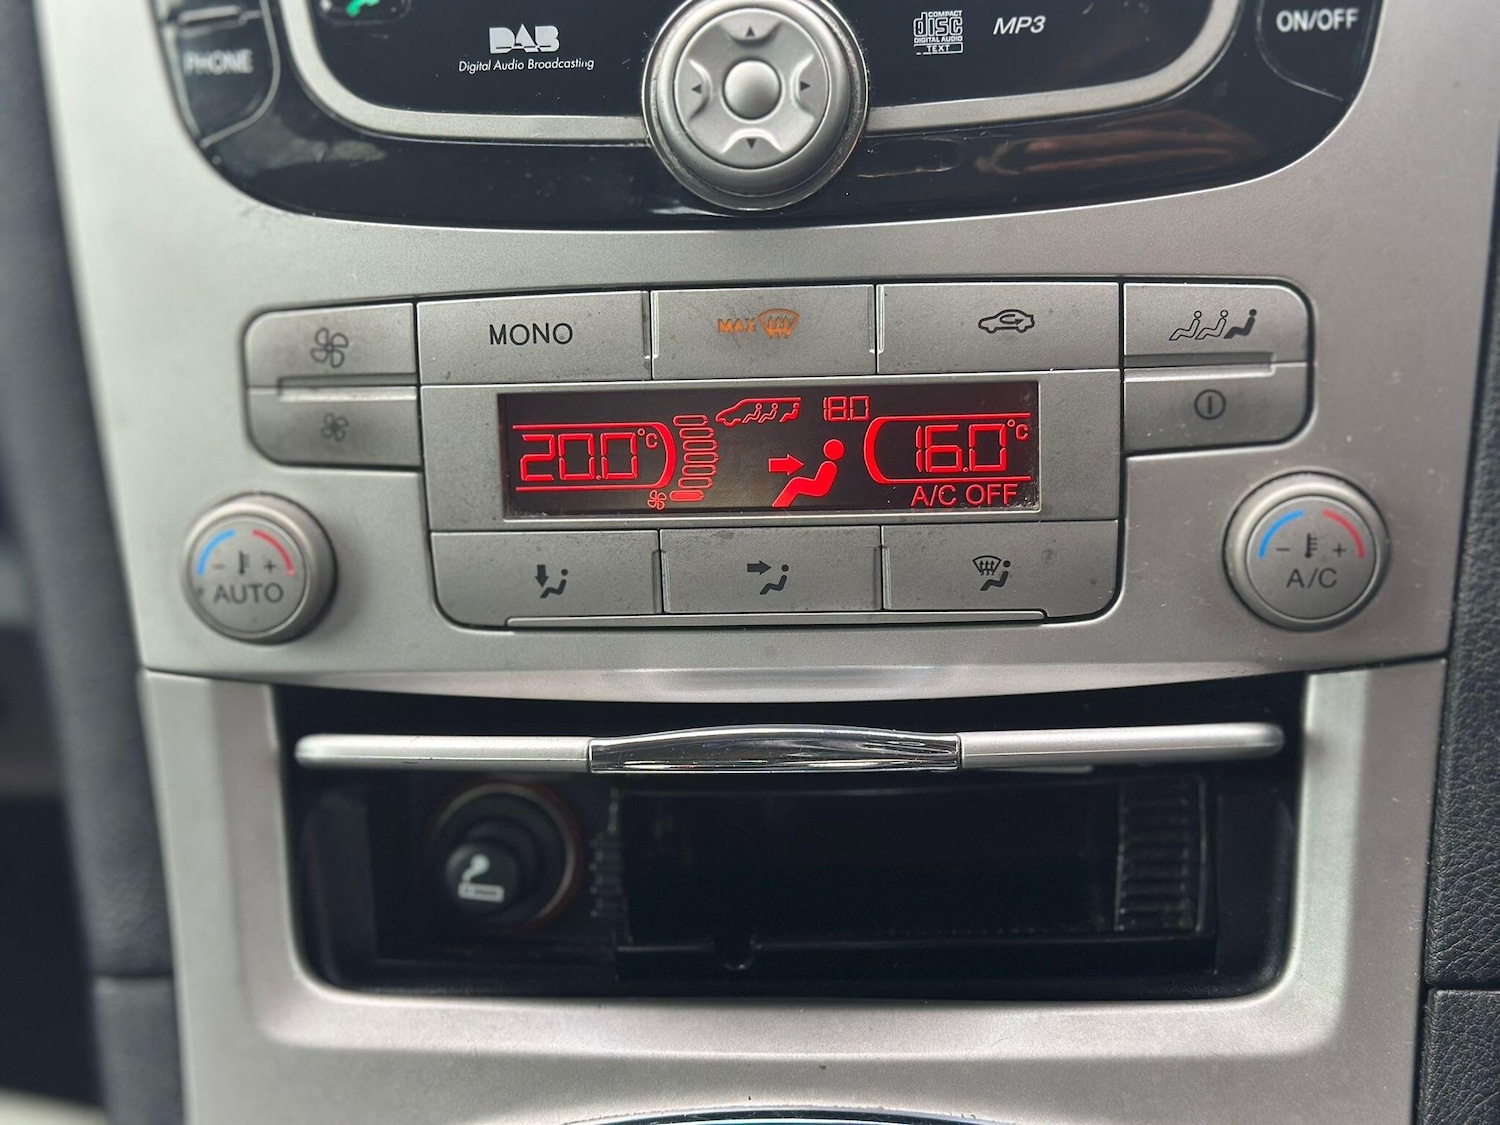 PHONE
DAB
Digital Audio Broadcasting
COMPACT
disc
DIGITAL AUDIO
TEXT
MP3
ON/OFF
MONO
MAX
18.0
20.0°C
16.0°C
A/C OFF
- +
AUTO
- +
A/C